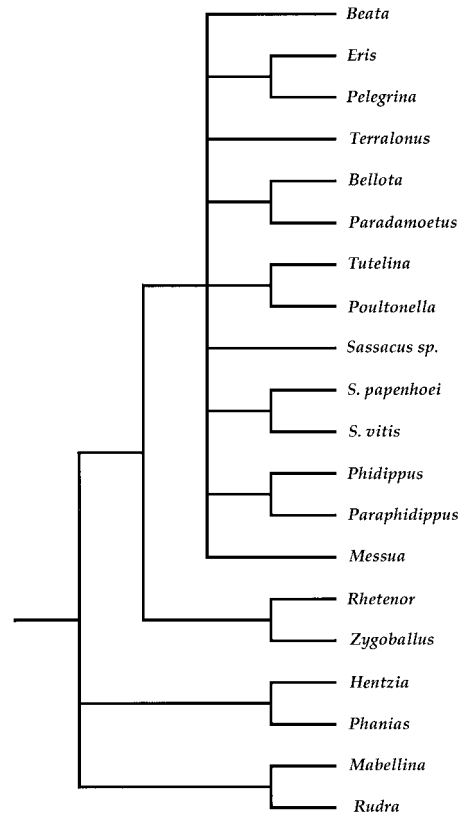 Beata
Eris
Pelegrina
Terralonus
Bellota
Paradamoetus
Tutelina
Poultonella
Sassacus sp.
S. papenhoei
S. vitis
Phidippus
Paraphidippus
Messua
Rhetenor
Zygoballus
Hentzia
Phanias
Mabellina
Rudra